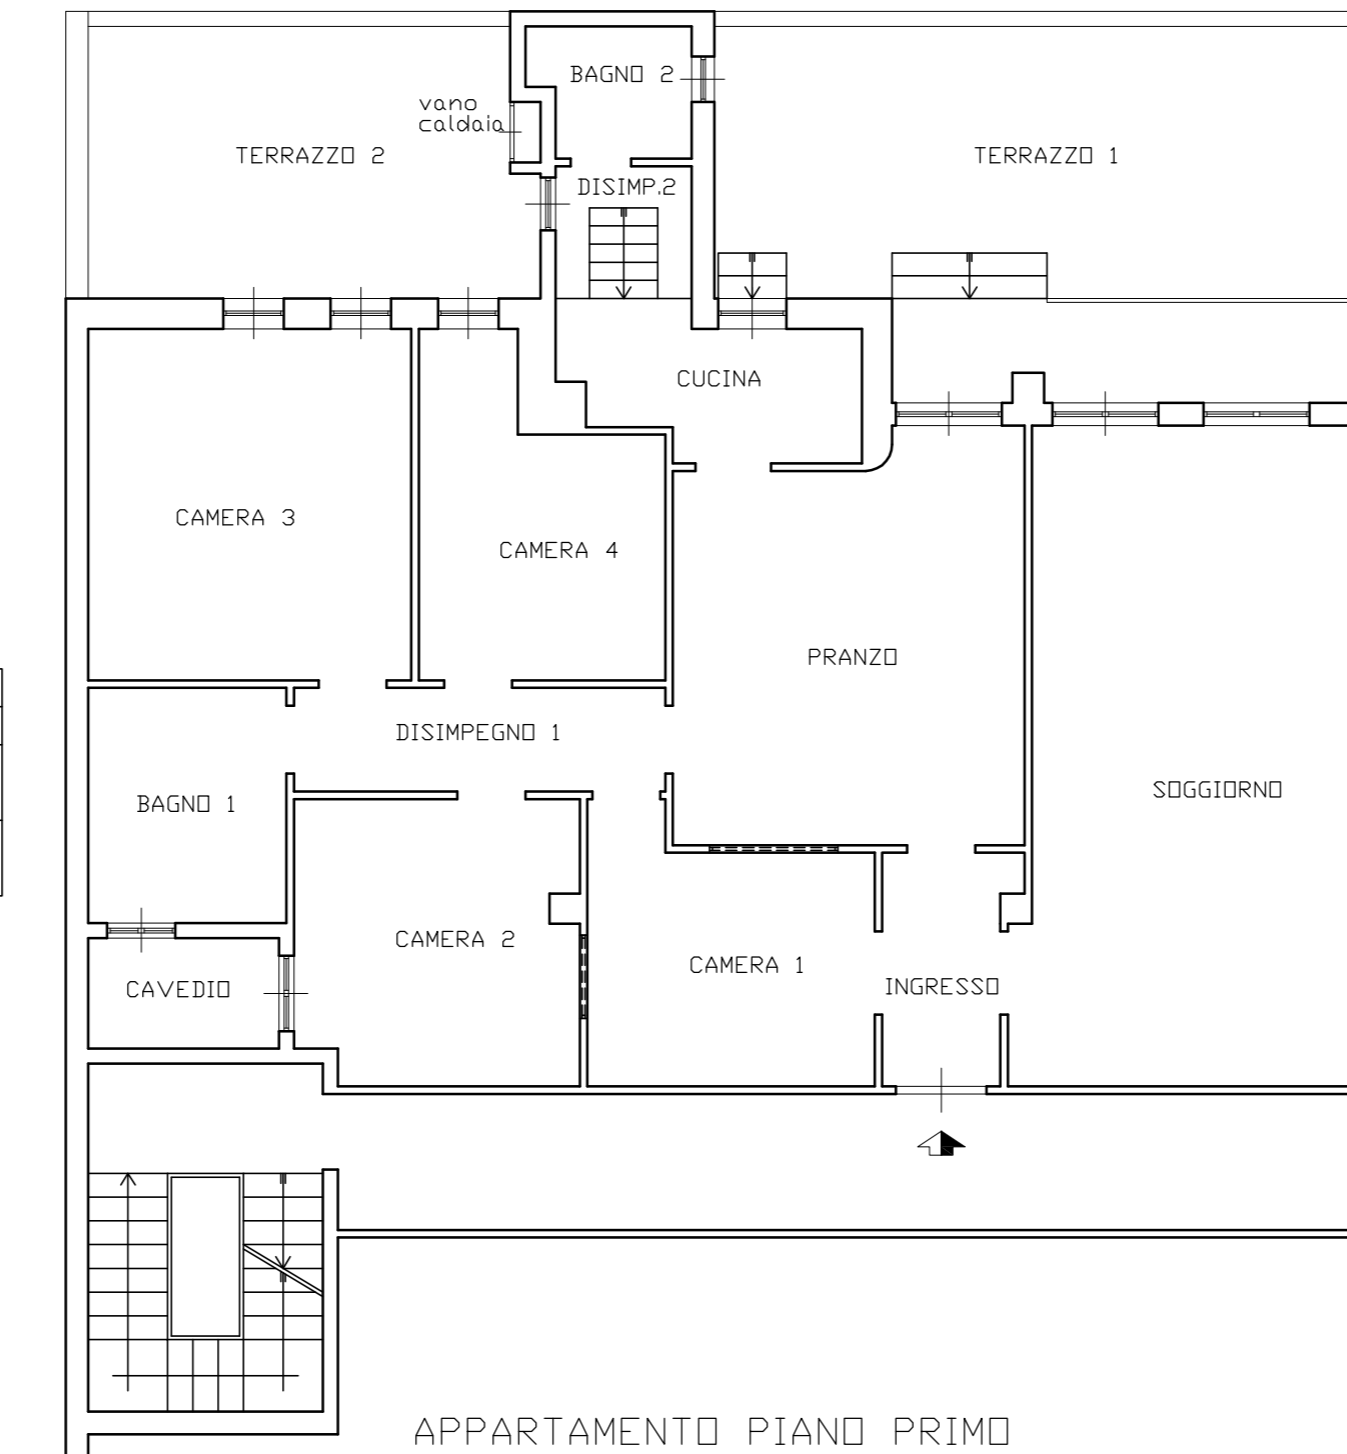 BAGNO 2
vano
caldaia
TERRAZZO 2
TERRAZZO 1
DISIMP.2
CUCINA
CAMERA 3
CAMERA 4
PRANZO
DISIMPEGNO 1
SOGGIORNO
BAGNO 1
CAMERA 2
CAMERA 1
CAVEDIO
INGRESSO
APPARTAMENTO PIANO PRIMO